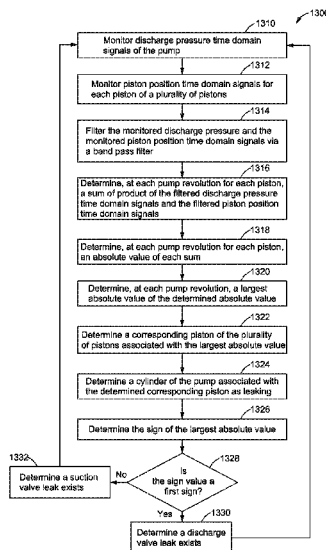 1300
1310
Monitor discharge pressure time domain
signals of the pump
1312
Monitor piston position time domain signals for
each piston of a plurality of pistons
1314
Filter the monitored discharge pressure and the
monitored piston position time domain signals via
a band pass filter
1316
Determine, at each pump revolution for each piston,
a sum of product of the filtered discharge pressure
time domain signals and the filtered piston position
time domain signals
1318
Determine, at each pump revolution for each piston,
an absolute value of each sum
1320
Determine, at each pump revolution, a largest
absolute value of the determined absolute value
1322
Determine a corresponding piston of the plurality
of pistons associated with the largest absolute value
1324
Determine a cylinder of the pump associated with
the determined corresponding piston as leaking
1326
Determine the sign of the largest absolute value
1328
Is
the sign value a
first sign?
No
1332
Determine a suction
valve leak exists
Yes
1330
Determine a discharge
valve leak exists